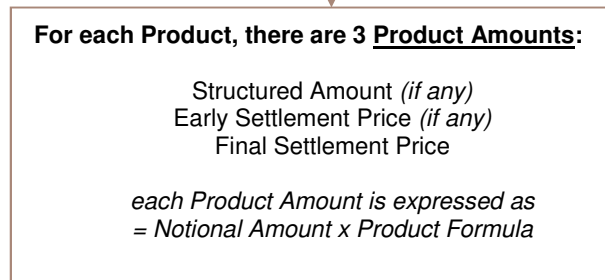 For each Product, there are 3 Product Amounts:
Structured Amount (if any)
Early Settlement Price (if any)
Final Settlement Price
each Product Amount is expressed as
= Notional Amount x Product Formula